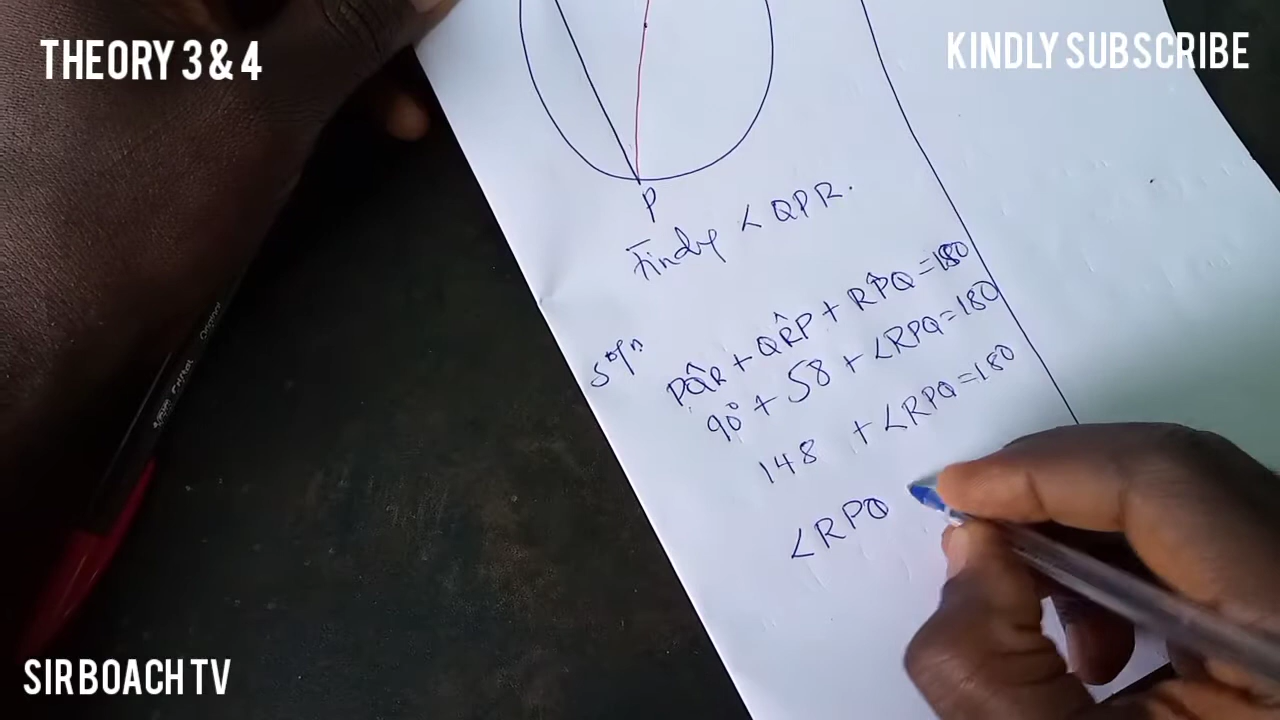 THEORY 3 & 4
KINDLY SUBSCRIBE
P
Find ∠QPR.
Soln
PQ̂R + QR̂P + RP̂Q = 180
90° + 58 + ∠RPQ = 180
148 + ∠RPQ = 180
∠RPQ
SIR BOACH TV